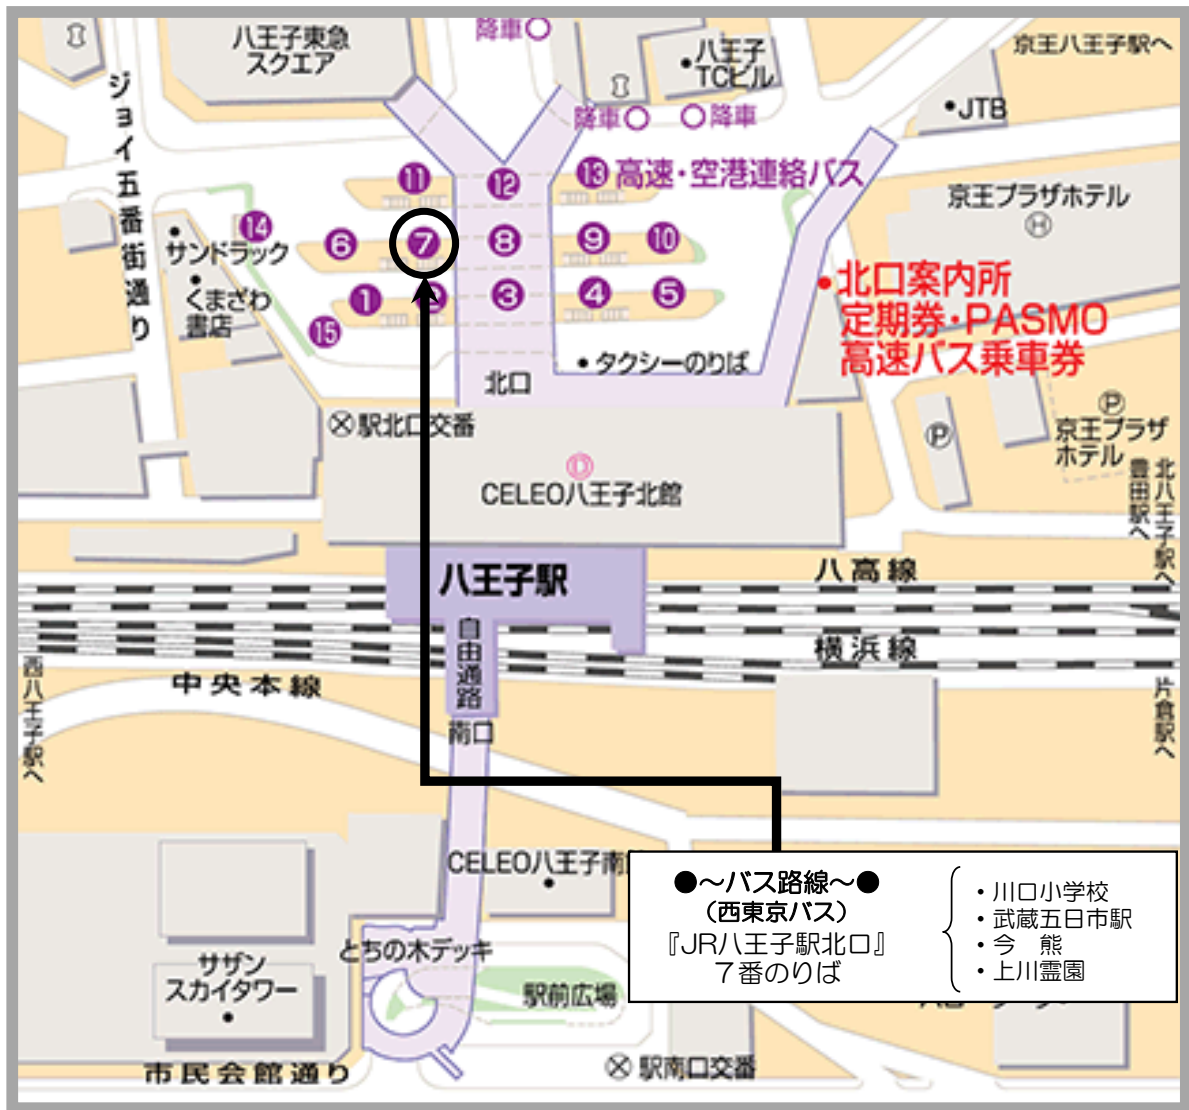 八王子東急
スクエア
降車
八王子
TCビル
京王八王子駅へ
JTB
降車
降車
ジョイ五番街通り
⑪
⑫
⑬ 高速・空港連絡バス
京王プラザホテル
H
⑭
⑥
⑦
⑧
⑨
⑩
サンドラック
くまざわ
書店
①
③
④
⑤
⑮
北口案内所
定期券・PASMO
高速バス乗車券
タクシーのりば
北口
駅北口交番
P
京王プラザ
ホテル
P
CELEO八王子北館
北八王子駅へ
豊田駅へ
八王子駅
八高線
自由通路
横浜線
中央本線
西八王子駅へ
片倉駅へ
南口
CELEO八王子南
●～バス路線～●
(西東京バス)
『JR八王子駅北口』
7番のりば
・川口小学校
・武蔵五日市駅
・今　熊
・上川霊園
とちの木デッキ
サザン
スカイタワー
駅前広場
市民会館通り
駅南口交番